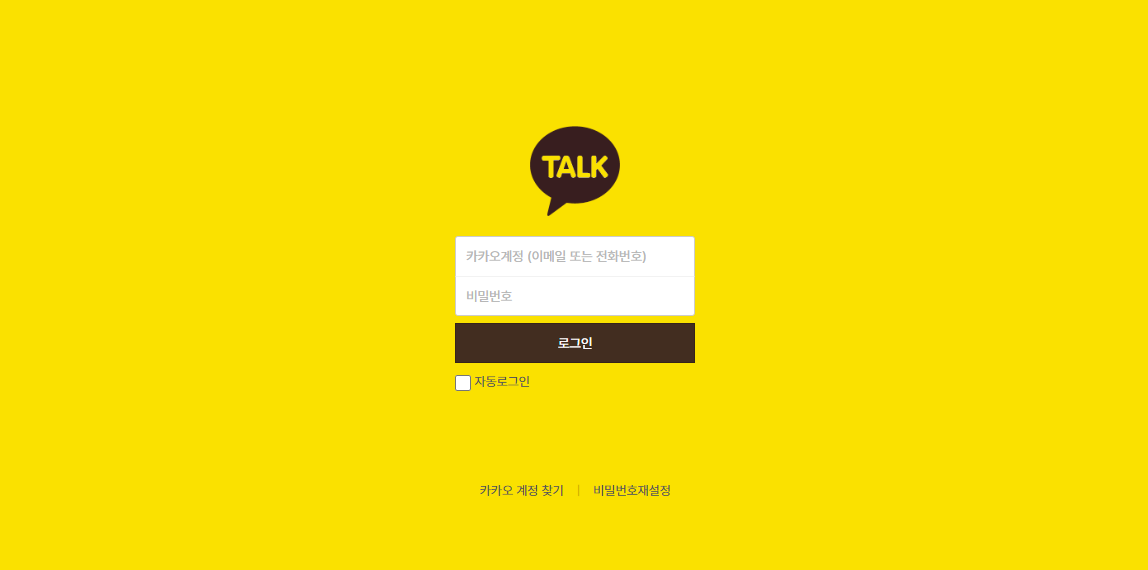 TALK
카카오계정 (이메일 또는 전화번호)
비밀번호
로그인
자동로그인
카카오 계정 찾기 | 비밀번호재설정